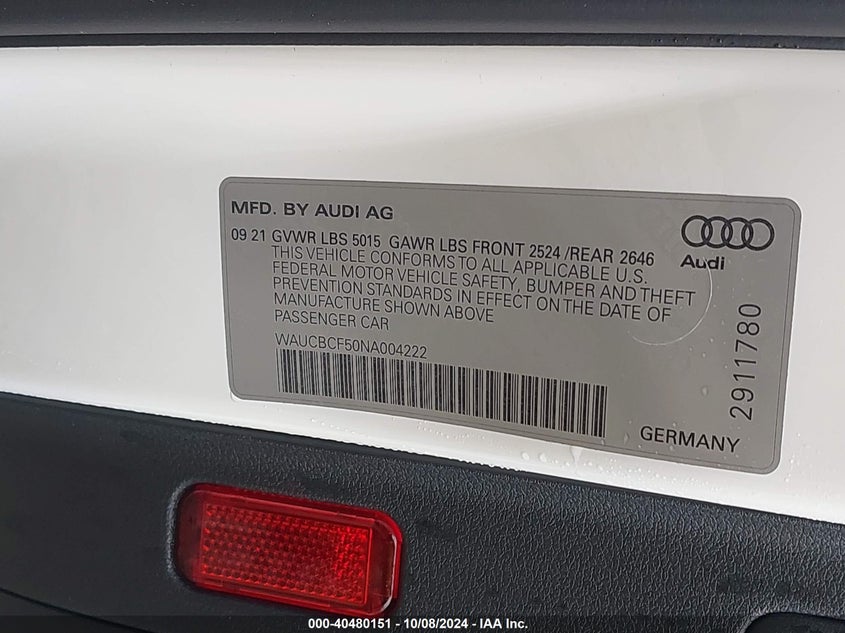 MFD. BY AUDI AG
09 21 GVWR LBS 5015 GAWR LBS FRONT 2524 /REAR 2646
THIS VEHICLE CONFORMS TO ALL APPLICABLE U.S.
FEDERAL MOTOR VEHICLE SAFETY, BUMPER AND THEFT
PREVENTION STANDARDS IN EFFECT ON THE DATE OF
MANUFACTURE SHOWN ABOVE
PASSENGER CAR
WAUCBCF50NA004222
Audi
2911780
GERMANY
000-40480151 - 10/08/2024 - IAA Inc.